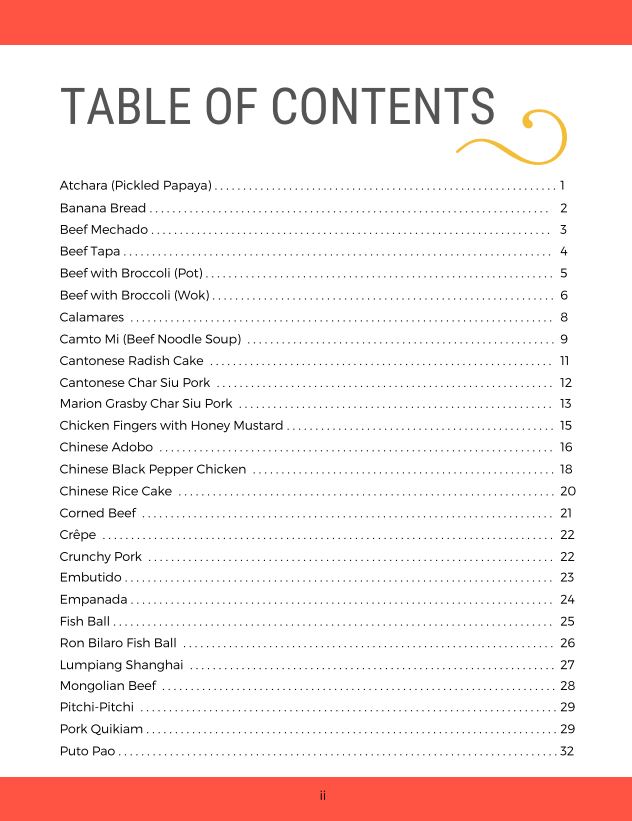 TABLE OF CONTENTS
Atchara (Pickled Papaya) . . . . . . . . . . 1
Banana Bread . . . . . . . . . . 2
Beef Mechado . . . . . . . . . . 3
Beef Tapa . . . . . . . . . . 4
Beef with Broccoli (Pot) . . . . . . . . . . 5
Beef with Broccoli (Wok) . . . . . . . . . . 6
Calamares . . . . . . . . . . 8
Camto Mi (Beef Noodle Soup) . . . . . . . . . . 9
Cantonese Radish Cake . . . . . . . . . . 11
Cantonese Char Siu Pork . . . . . . . . . . 12
Marion Grasby Char Siu Pork . . . . . . . . . . 13
Chicken Fingers with Honey Mustard . . . . . . . . . . 15
Chinese Adobo . . . . . . . . . . 16
Chinese Black Pepper Chicken . . . . . . . . . . 18
Chinese Rice Cake . . . . . . . . . . 20
Corned Beef . . . . . . . . . . 21
Crêpe . . . . . . . . . . 22
Crunchy Pork . . . . . . . . . . 22
Embutido . . . . . . . . . . 23
Empanada . . . . . . . . . . 24
Fish Ball . . . . . . . . . . 25
Ron Bilaro Fish Ball . . . . . . . . . . 26
Lumpiang Shanghai . . . . . . . . . . 27
Mongolian Beef . . . . . . . . . . 28
Pitchi-Pitchi . . . . . . . . . . 29
Pork Quikiam . . . . . . . . . . 29
Puto Pao . . . . . . . . . . 32
ii